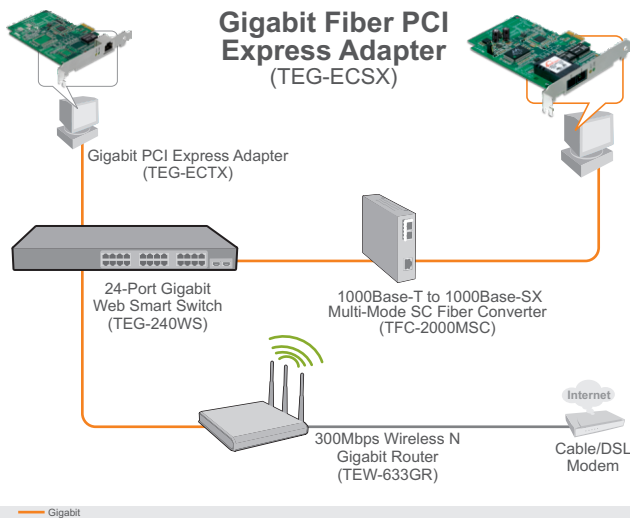 Gigabit Fiber PCI
Express Adapter
(TEG-ECSX)
Gigabit PCI Express Adapter
(TEG-ECTX)
24-Port Gigabit
Web Smart Switch
(TEG-240WS)
1000Base-T to 1000Base-SX
Multi-Mode SC Fiber Converter
(TFC-2000MSC)
300Mbps Wireless N
Gigabit Router
(TEW-633GR)
Internet
Cable/DSL
Modem
Gigabit